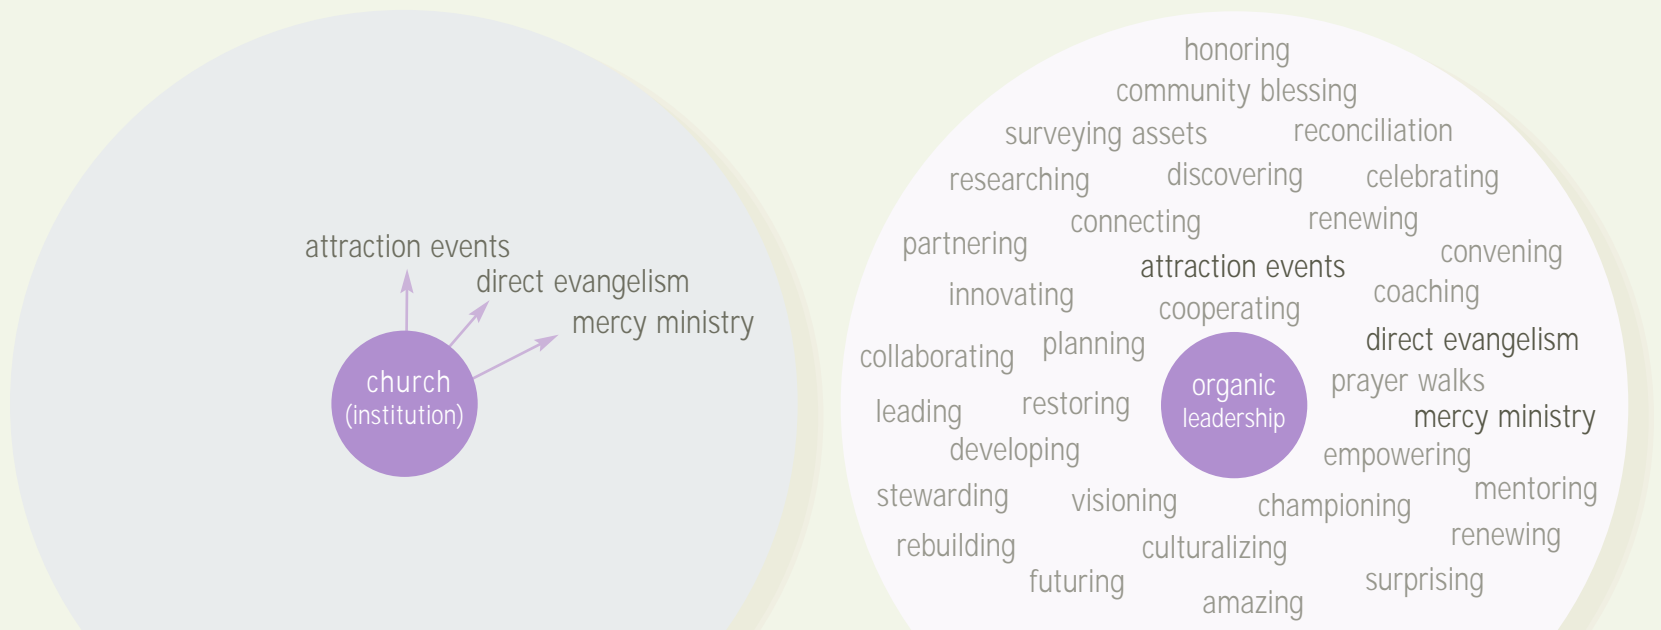 attraction events
direct evangelism
mercy ministry
church
(institution)
honoring
community blessing
surveying assets
reconciliation
researching
discovering
celebrating
connecting
renewing
partnering
convening
attraction events
innovating
coaching
cooperating
direct evangelism
collaborating
planning
prayer walks
organic
leadership
leading
restoring
mercy ministry
developing
empowering
stewarding
visioning
championing
mentoring
rebuilding
culturalizing
renewing
futuring
surprising
amazing